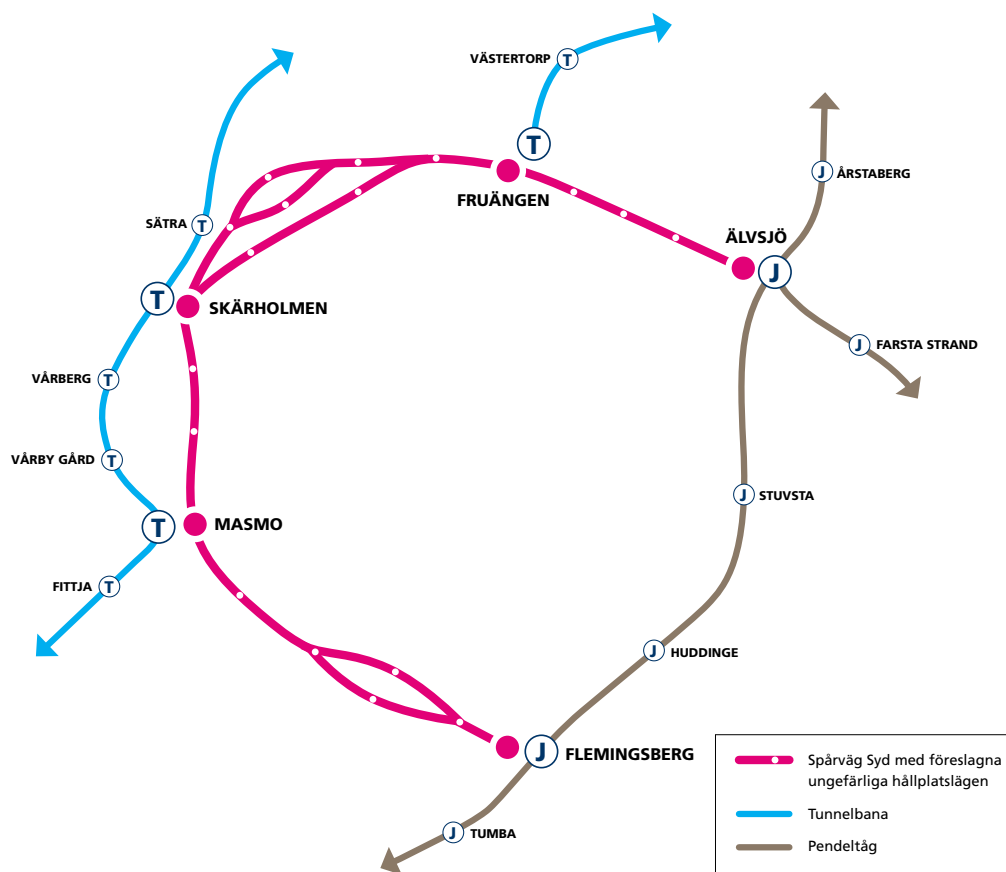 VÄSTERTORP
T
T
J
ÅRSTABERG
FRUÄNGEN
SÄTRA
T
ÄLVSJÖ
J
T
SKÄRHOLMEN
J
FARSTA STRAND
VÅRBERG
T
VÅRBY GÅRD
T
J
STUVSTA
T
MASMO
FITTJA
T
J
HUDDINGE
J
FLEMINGSBERG
J
TUMBA
Spårväg Syd med föreslagna
ungefärliga hållplatslägen
Tunnelbana
Pendeltåg